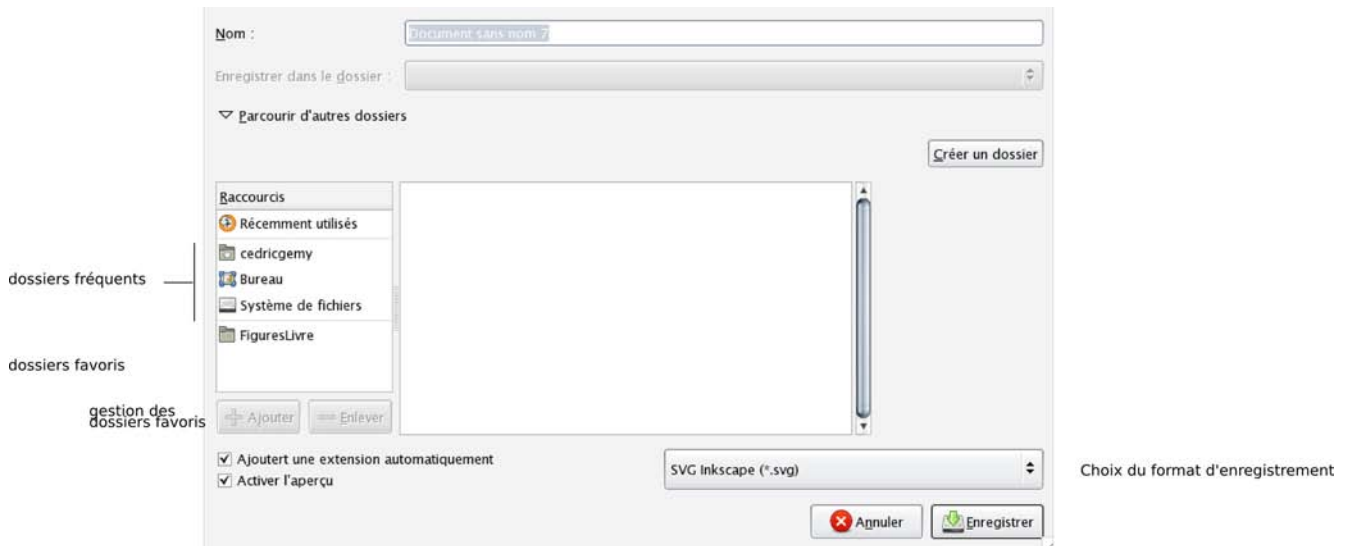 Nom :
Document sans nom 7
Enregistrer dans le dossier :
Parcourir d'autres dossiers
Créer un dossier
Raccourcis
Récemment utilisés
cedricgemy
dossiers fréquents
Bureau
Système de fichiers
FiguresLivre
dossiers favoris
gestion des
dossiers favoris
Ajouter
Enlever
Ajoutert une extension automatiquement
Activer l'aperçu
SVG Inkscape (*.svg)
Choix du format d'enregistrement
Annuler
Enregistrer